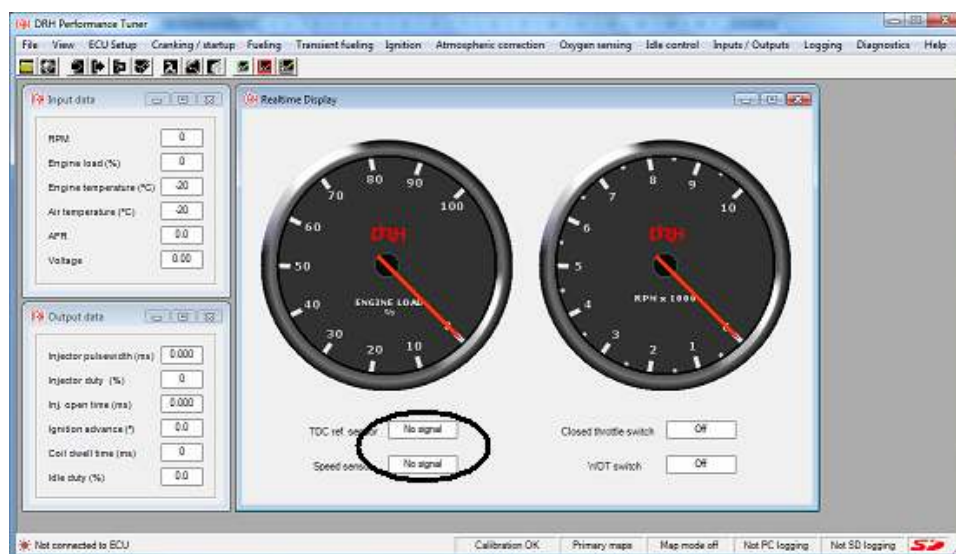 DRH Performance Tuner
File View ECU Setup Cranking / startup Fueling Transient fueling Ignition Atmospheric correction Oxygen sensing Idle control Inputs / Outputs Logging Diagnostics Help
Input data
RPM 0
Engine load (%) 0
Engine temperature (°C) -20
Air temperature (°C) -20
AFR 0.0
Voltage 0.00
Output data
Injector pulsewidth (ms) 0.000
Injector duty (%) 0
Inj. open time (ms) 0.000
Ignition advance (°) 0.0
Coil dwell time (ms) 0
Idle duty (%) 0.0
Realtime Display
0 10 20 30 40 50 60 70 80 90 100
DRH
ENGINE LOAD
%
0 1 2 3 4 5 6 7 8 9 10
DRH
RPM x 1000
TDC ref. sensor No signal
Closed throttle switch Off
Speed sensor No signal
WOT switch Off
Not connected to ECU Calibration OK Primary maps Map mode off Not PC logging Not SD logging